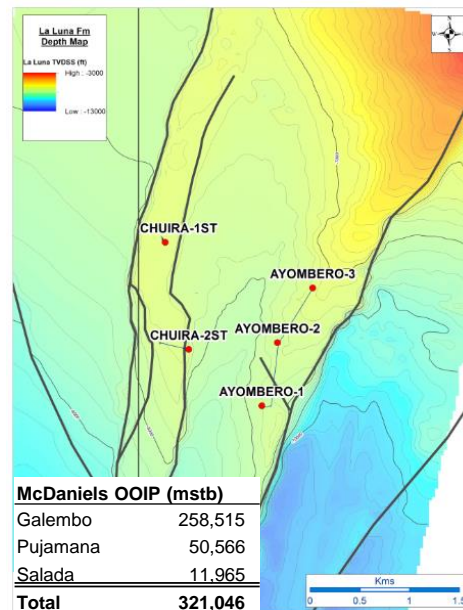 La Luna Fm
Depth Map
La Luna TVDSS (ft)
High : -3000
Low : -13000
N
W
E
S
CHUIRA-1ST
AYOMBERO-3
CHUIRA-2ST
AYOMBERO-2
AYOMBERO-1
McDaniels OOIP (mstb)
Galembo 258,515
Pujamana 50,566
Salada 11,965
Total 321,046
Kms
0 0.5 1 1.5